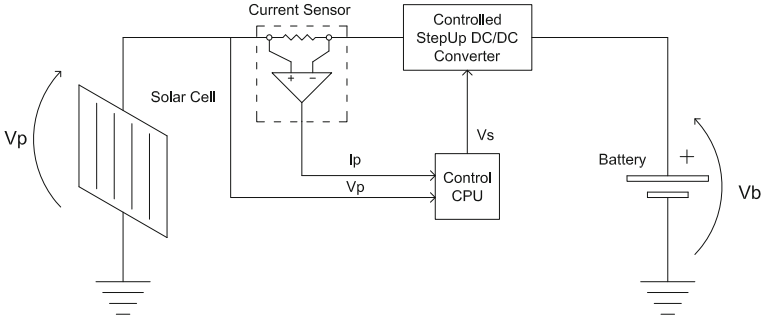 Current Sensor
Controlled
StepUp DC/DC
Converter
+ −
Solar Cell
Vp
Vs
Ip
Vp
Control
CPU
Battery
+
Vb